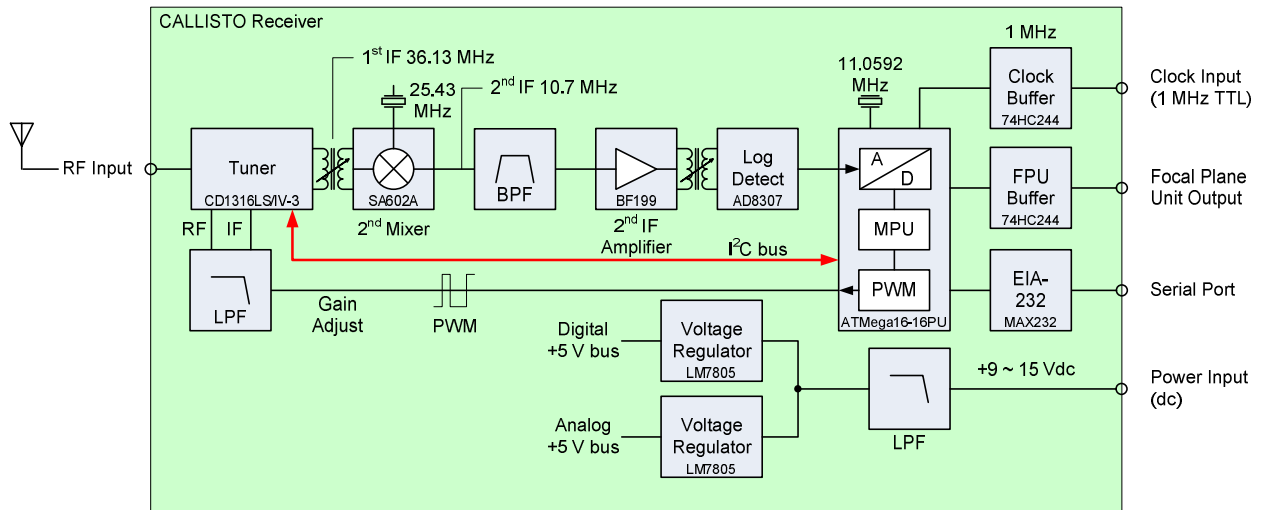 CALLISTO Receiver
1st IF 36.13 MHz
25.43
MHz
2nd IF 10.7 MHz
11.0592
MHz
1 MHz
Clock
Buffer
74HC244
Clock Input
(1 MHz TTL)
RF Input
Tuner
CD1316LS/IV-3
SA602A
2nd Mixer
BPF
BF199
2nd IF
Amplifier
Log
Detect
AD8307
A
D
MPU
PWM
ATMega16-16PU
FPU
Buffer
74HC244
Focal Plane
Unit Output
RF
IF
I2C bus
LPF
Gain
Adjust
PWM
EIA-
232
MAX232
Serial Port
Digital
+5 V bus
Voltage
Regulator
LM7805
Analog
+5 V bus
Voltage
Regulator
LM7805
LPF
+9 ~ 15 Vdc
Power Input
(dc)